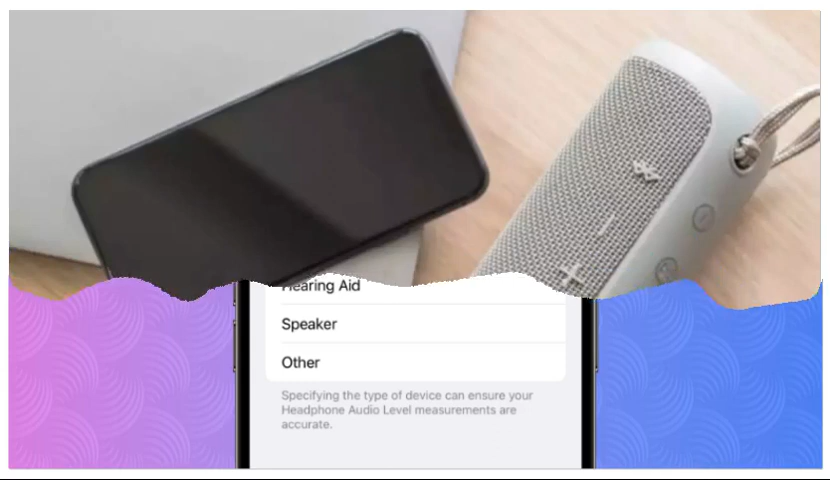 Hearing Aid
Speaker
Other
Specifying the type of device can ensure your
Headphone Audio Level measurements are
accurate.